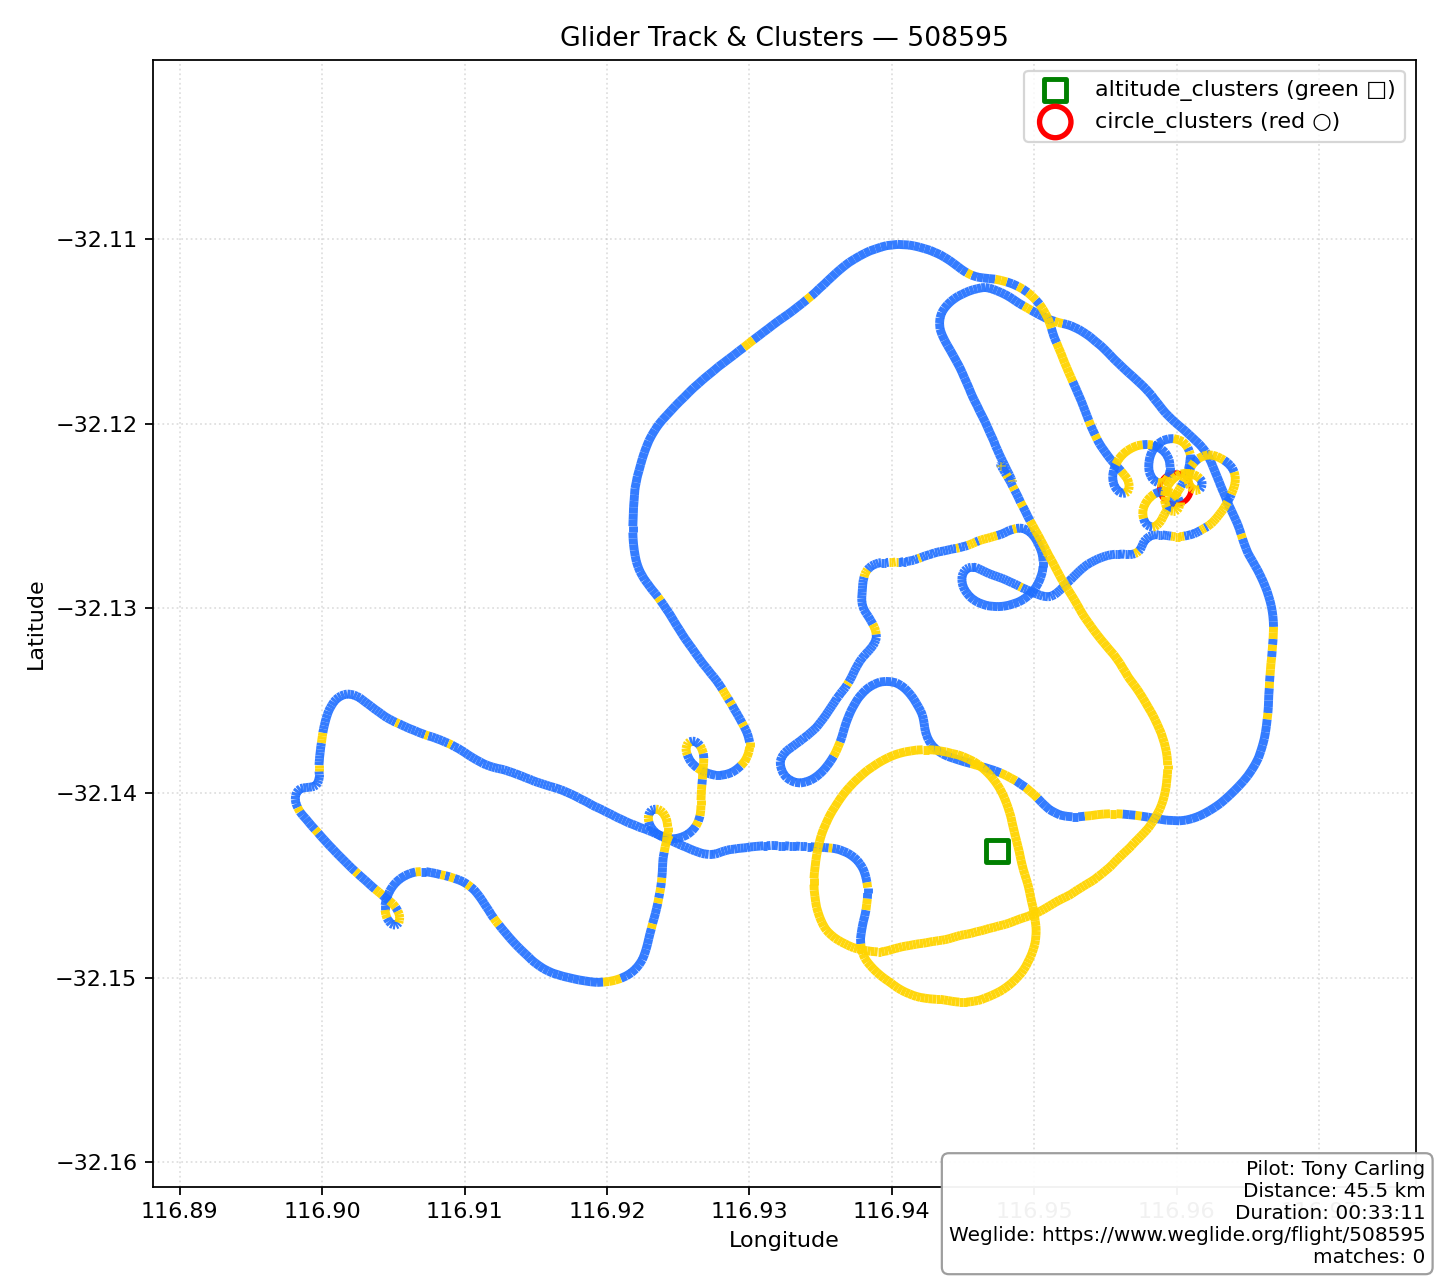 Glider Track & Clusters — 508595
altitude_clusters (green □)
circle_clusters (red ○)
Latitude
−32.11
−32.12
−32.13
−32.14
−32.15
−32.16
116.89
116.90
116.91
116.92
116.93
116.94
116.95
116.96
Longitude
Pilot: Tony Carling
Distance: 45.5 km
Duration: 00:33:11
Weglide: https://www.weglide.org/flight/508595
matches: 0